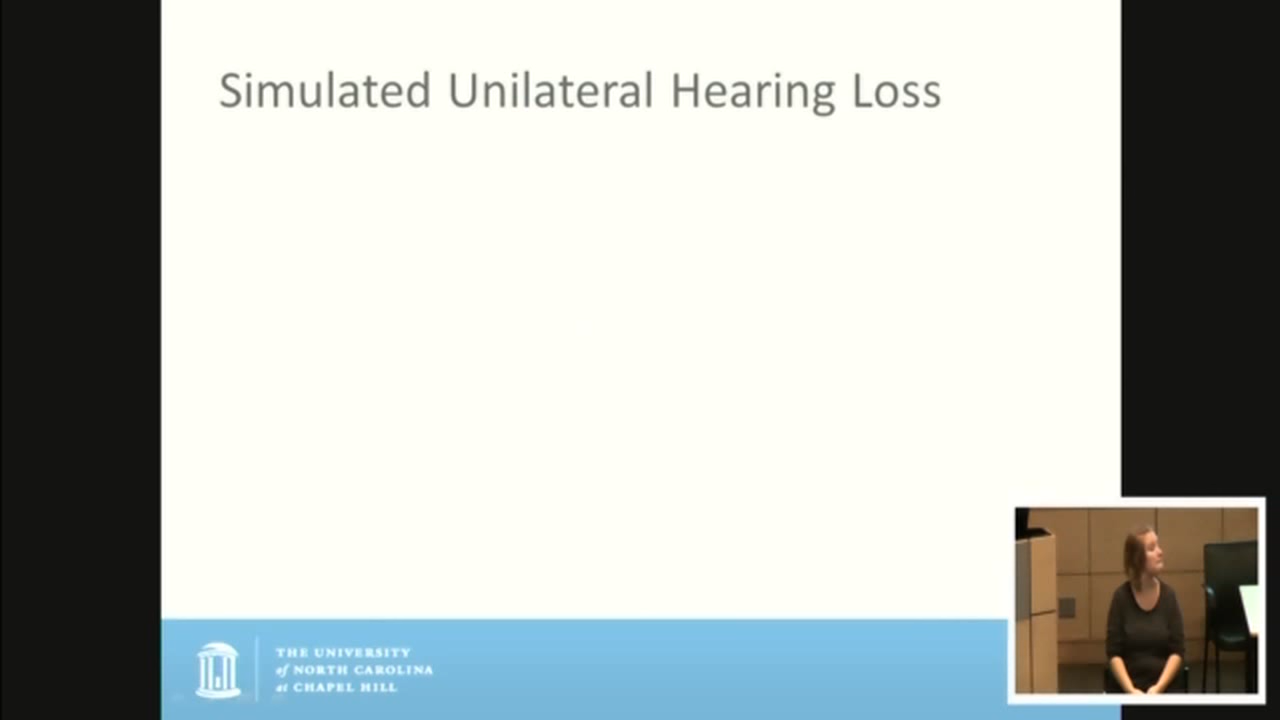 Simulated Unilateral Hearing Loss
THE UNIVERSITY
of NORTH CAROLINA
at CHAPEL HILL